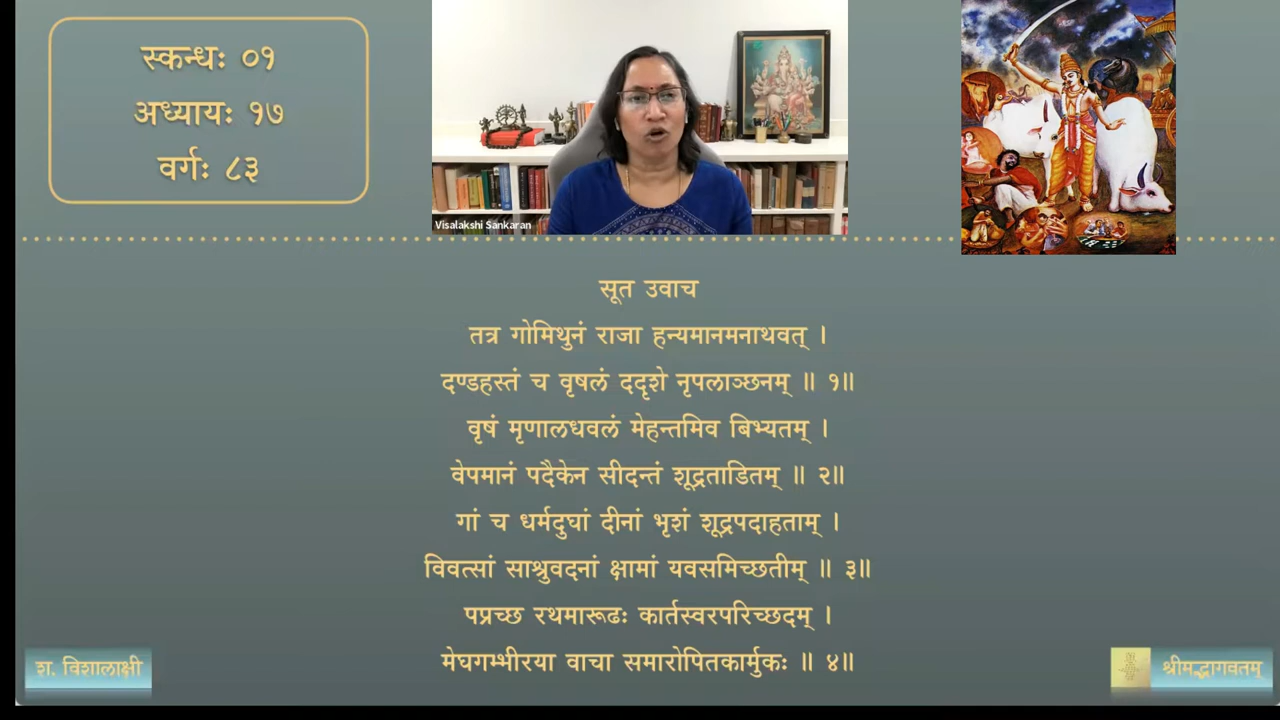 स्कन्धः ०१
अध्यायः १७
वर्गः ८३
Visalakshi Sankaran
सूत उवाच
तत्र गोमिथुनं राजा हन्यमानमनाथवत् ।
दण्डहस्तं च वृषलं ददृशे नृपलाञ्छनम् ॥ १॥
वृषं मृणालधवलं मेहन्तमिव बिभ्यतम् ।
वेपमानं पदैकेन सीदन्तं शूद्रताडितम् ॥ २॥
गां च धर्मदुघां दीनां भृशं शूद्रपदाहताम् ।
विवत्सां साश्रुवदनां क्षामां यवसमिच्छतीम् ॥ ३॥
पप्रच्छ रथमारूढः कार्तस्वरपरिच्छदम् ।
मेघगम्भीरया वाचा समारोपितकार्मुकः ॥ ४॥
श. विशालाक्षी
श्रीमद्भागवतम्